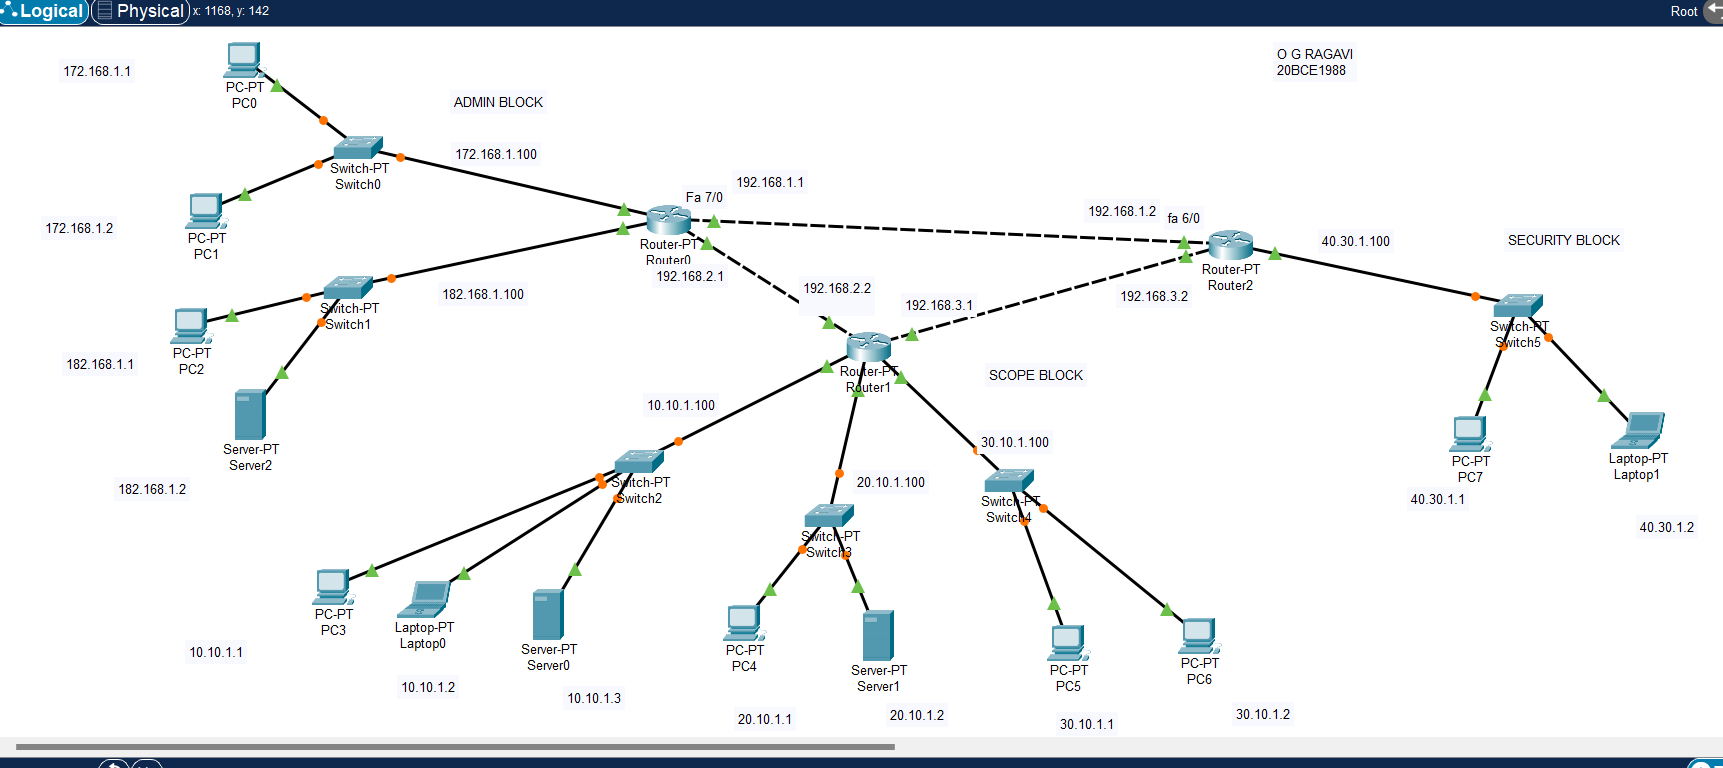 Logical
Physical
x: 1168, y: 142
Root
O G RAGAVI
20BCE1988
172.168.1.1
PC-PT
PC0
ADMIN BLOCK
172.168.1.100
Switch-PT
Switch0
172.168.1.2
PC-PT
PC1
192.168.1.1
Fa 7/0
Router-PT
Router0
192.168.2.1
192.168.1.2
fa 6/0
Router-PT
Router2
40.30.1.100
SECURITY BLOCK
182.168.1.100
Switch-PT
Switch1
192.168.2.2
192.168.3.1
192.168.3.2
Switch-PT
Switch5
PC-PT
PC2
182.168.1.1
Router-PT
Router1
SCOPE BLOCK
10.10.1.100
Server-PT
Server2
182.168.1.2
30.10.1.100
PC-PT
PC7
40.30.1.1
Laptop-PT
Laptop1
40.30.1.2
Switch-PT
Switch2
20.10.1.100
Switch-PT
Switch3
Switch-PT
Switch4
PC-PT
PC3
10.10.1.1
Laptop-PT
Laptop0
10.10.1.2
Server-PT
Server0
10.10.1.3
PC-PT
PC4
20.10.1.1
Server-PT
Server1
20.10.1.2
PC-PT
PC5
30.10.1.1
PC-PT
PC6
30.10.1.2